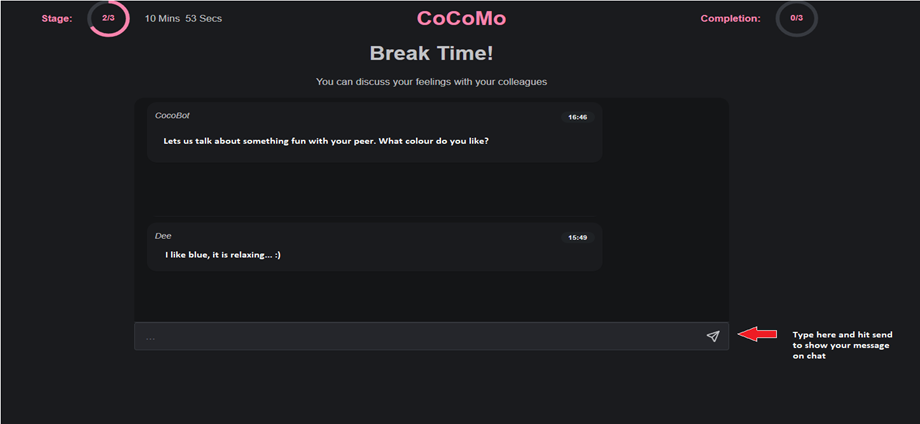 Stage: 2/3 10 Mins 53 Secs CoCoMo Completion: 0/3
Break Time!
You can discuss your feelings with your colleagues
CocoBot 16:46
Lets us talk about something fun with your peer. What colour do you like?
Dee 15:49
I like blue, it is relaxing... :)
...
Type here and hit send
to show your message
on chat